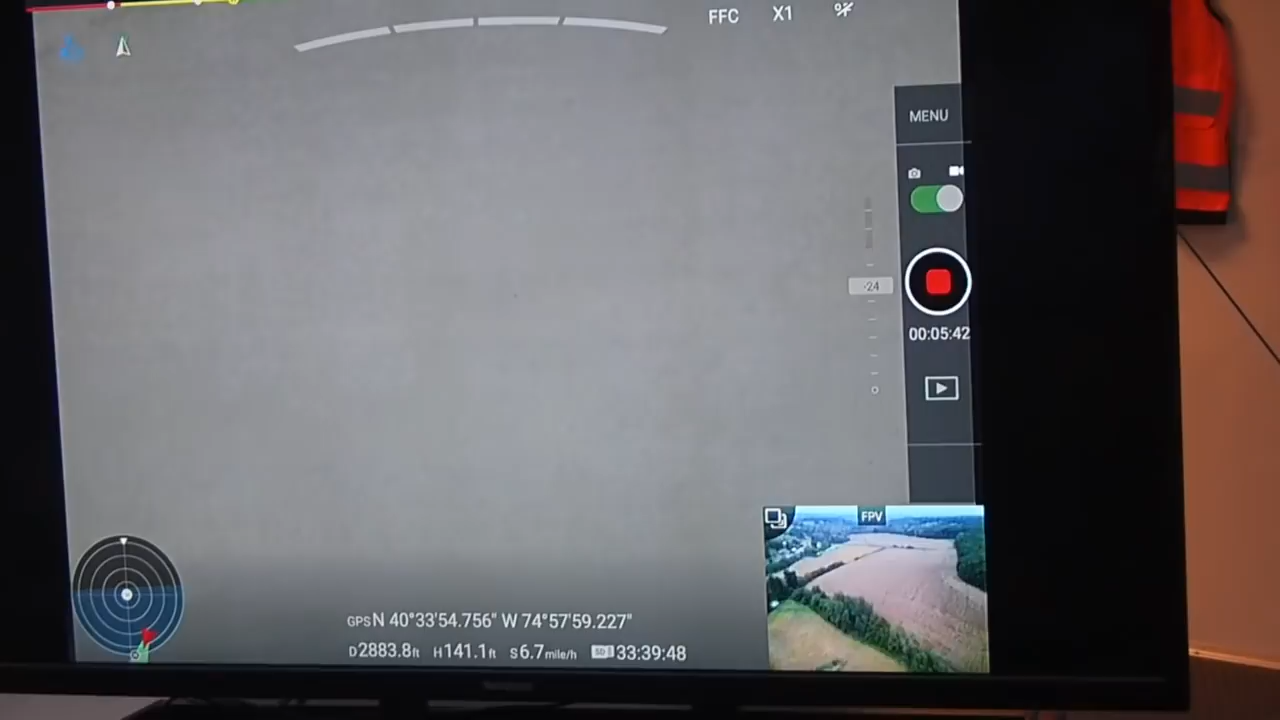 FFC X1
MENU
-24
00:05:42
FPV
GPS N 40°33'54.756" W 74°57'59.227"
D 2883.8ft H 141.1ft S 6.7mile/h 33:39:48